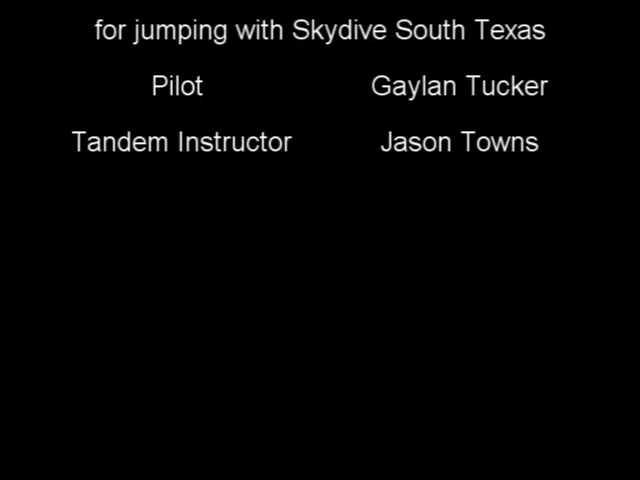 for jumping with Skydive South Texas
Pilot Gaylan Tucker
Tandem Instructor Jason Towns